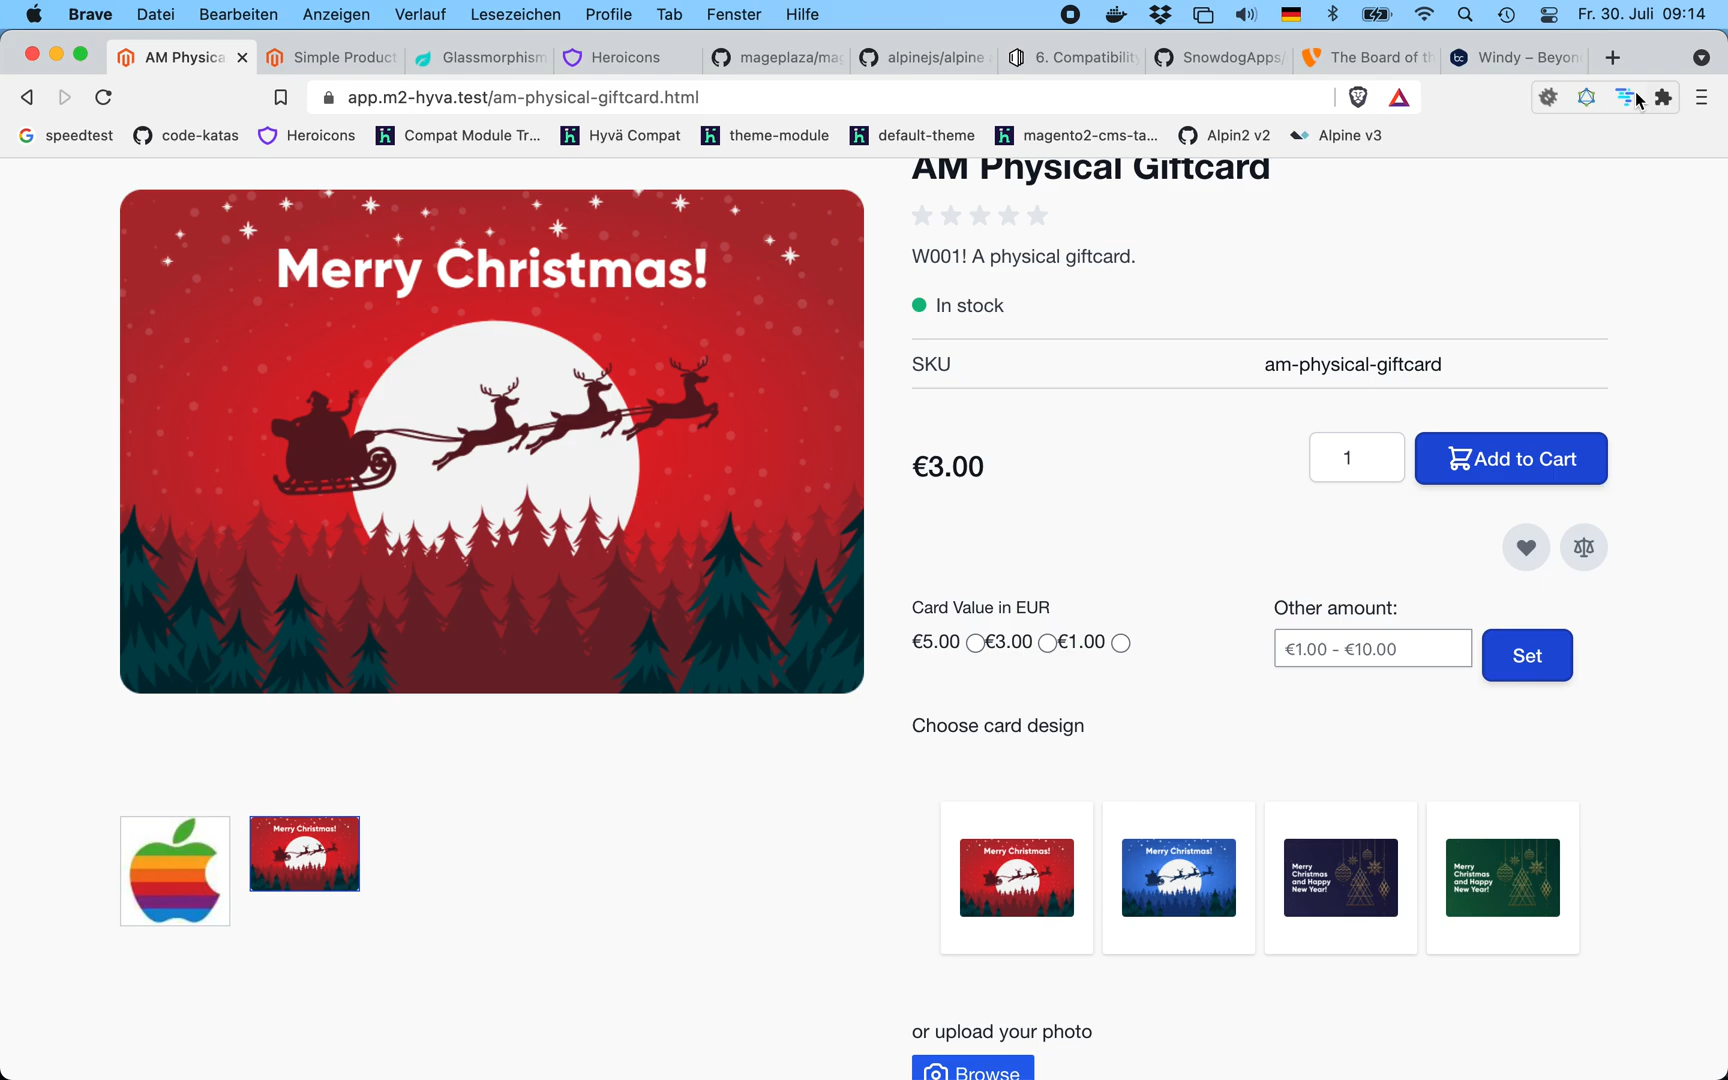 Brave Datei Bearbeiten Anzeigen Verlauf Lesezeichen Profile Tab Fenster Hilfe Fr. 30. Juli 09:14
AM Physica Simple Product Glassmorphism Heroicons mageplaza/mag alpinejs/alpine 6. Compatibility SnowdogApps/ The Board of th Windy – Beyon
app.m2-hyva.test/am-physical-giftcard.html
speedtest code-katas Heroicons Compat Module Tr... Hyvä Compat theme-module default-theme magento2-cms-ta... Alpin2 v2 Alpine v3
AM Physical Giftcard
W001! A physical giftcard.
In stock
SKU am-physical-giftcard
€3.00 1 Add to Cart
Merry Christmas!
Card Value in EUR
€5.00 €3.00 €1.00
Other amount:
€1.00 - €10.00 Set
Choose card design
Merry Christmas!
Merry Christmas!
Merry Christmas!
Merry
Christmas
and Happy
New Year!
Merry
Christmas
and Happy
New Year!
or upload your photo
Browse